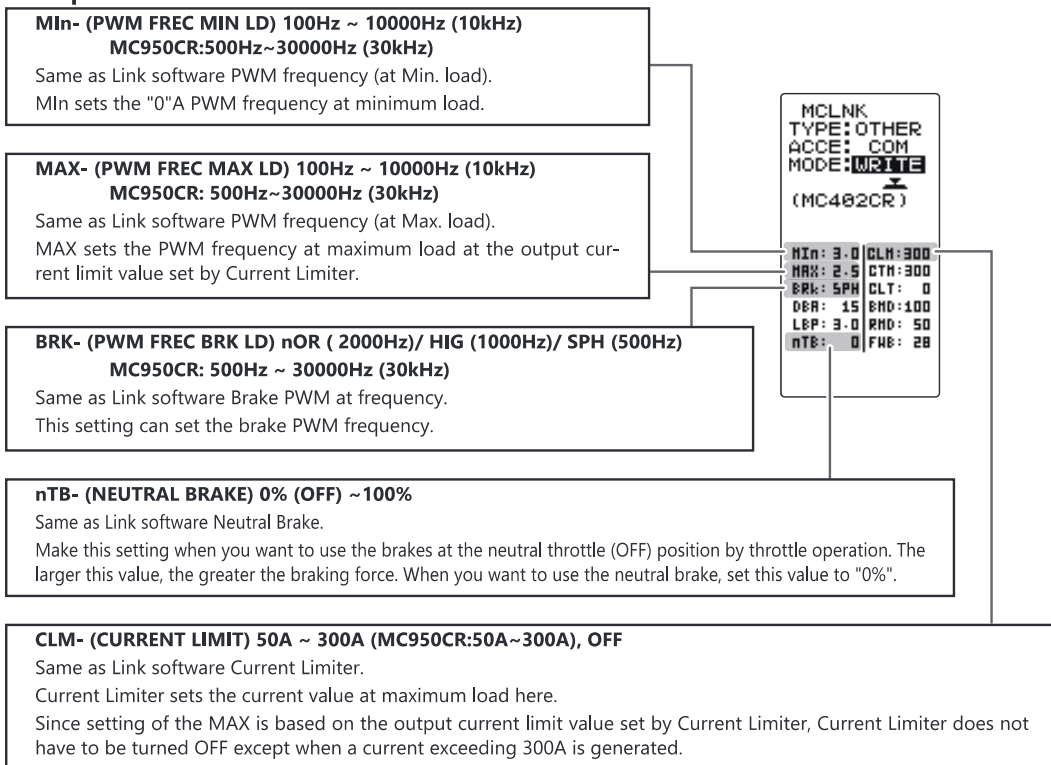 MIn- (PWM FREC MIN LD) 100Hz ~ 10000Hz (10kHz)
MC950CR:500Hz~30000Hz (30kHz)
Same as Link software PWM frequency (at Min. load).
MIn sets the "0"A PWM frequency at minimum load.
MAX- (PWM FREC MAX LD) 100Hz ~ 10000Hz (10kHz)
MC950CR: 500Hz~30000Hz (30kHz)
Same as Link software PWM frequency (at Max. load).
MAX sets the PWM frequency at maximum load at the output cur-
rent limit value set by Current Limiter.
BRK- (PWM FREC BRK LD) nOR ( 2000Hz)/ HIG (1000Hz)/ SPH (500Hz)
MC950CR: 500Hz ~ 30000Hz (30kHz)
Same as Link software Brake PWM at frequency.
This setting can set the brake PWM frequency.
MCLNK
TYPE:OTHER
ACCE: COM
MODE:WRITE
(MC402CR)
MIn: 3.0 CLM:300
MAX: 2.5 CTM:300
BRk: SPH CLT: 0
DBA: 15 BMD:100
LBP: 3.0 RMD: 50
nTB: 0 FWB: 28
nTB- (NEUTRAL BRAKE) 0% (OFF) ~100%
Same as Link software Neutral Brake.
Make this setting when you want to use the brakes at the neutral throttle (OFF) position by throttle operation. The
larger this value, the greater the braking force. When you want to use the neutral brake, set this value to "0%".
CLM- (CURRENT LIMIT) 50A ~ 300A (MC950CR:50A~300A), OFF
Same as Link software Current Limiter.
Current Limiter sets the current value at maximum load here.
Since setting of the MAX is based on the output current limit value set by Current Limiter, Current Limiter does not
have to be turned OFF except when a current exceeding 300A is generated.